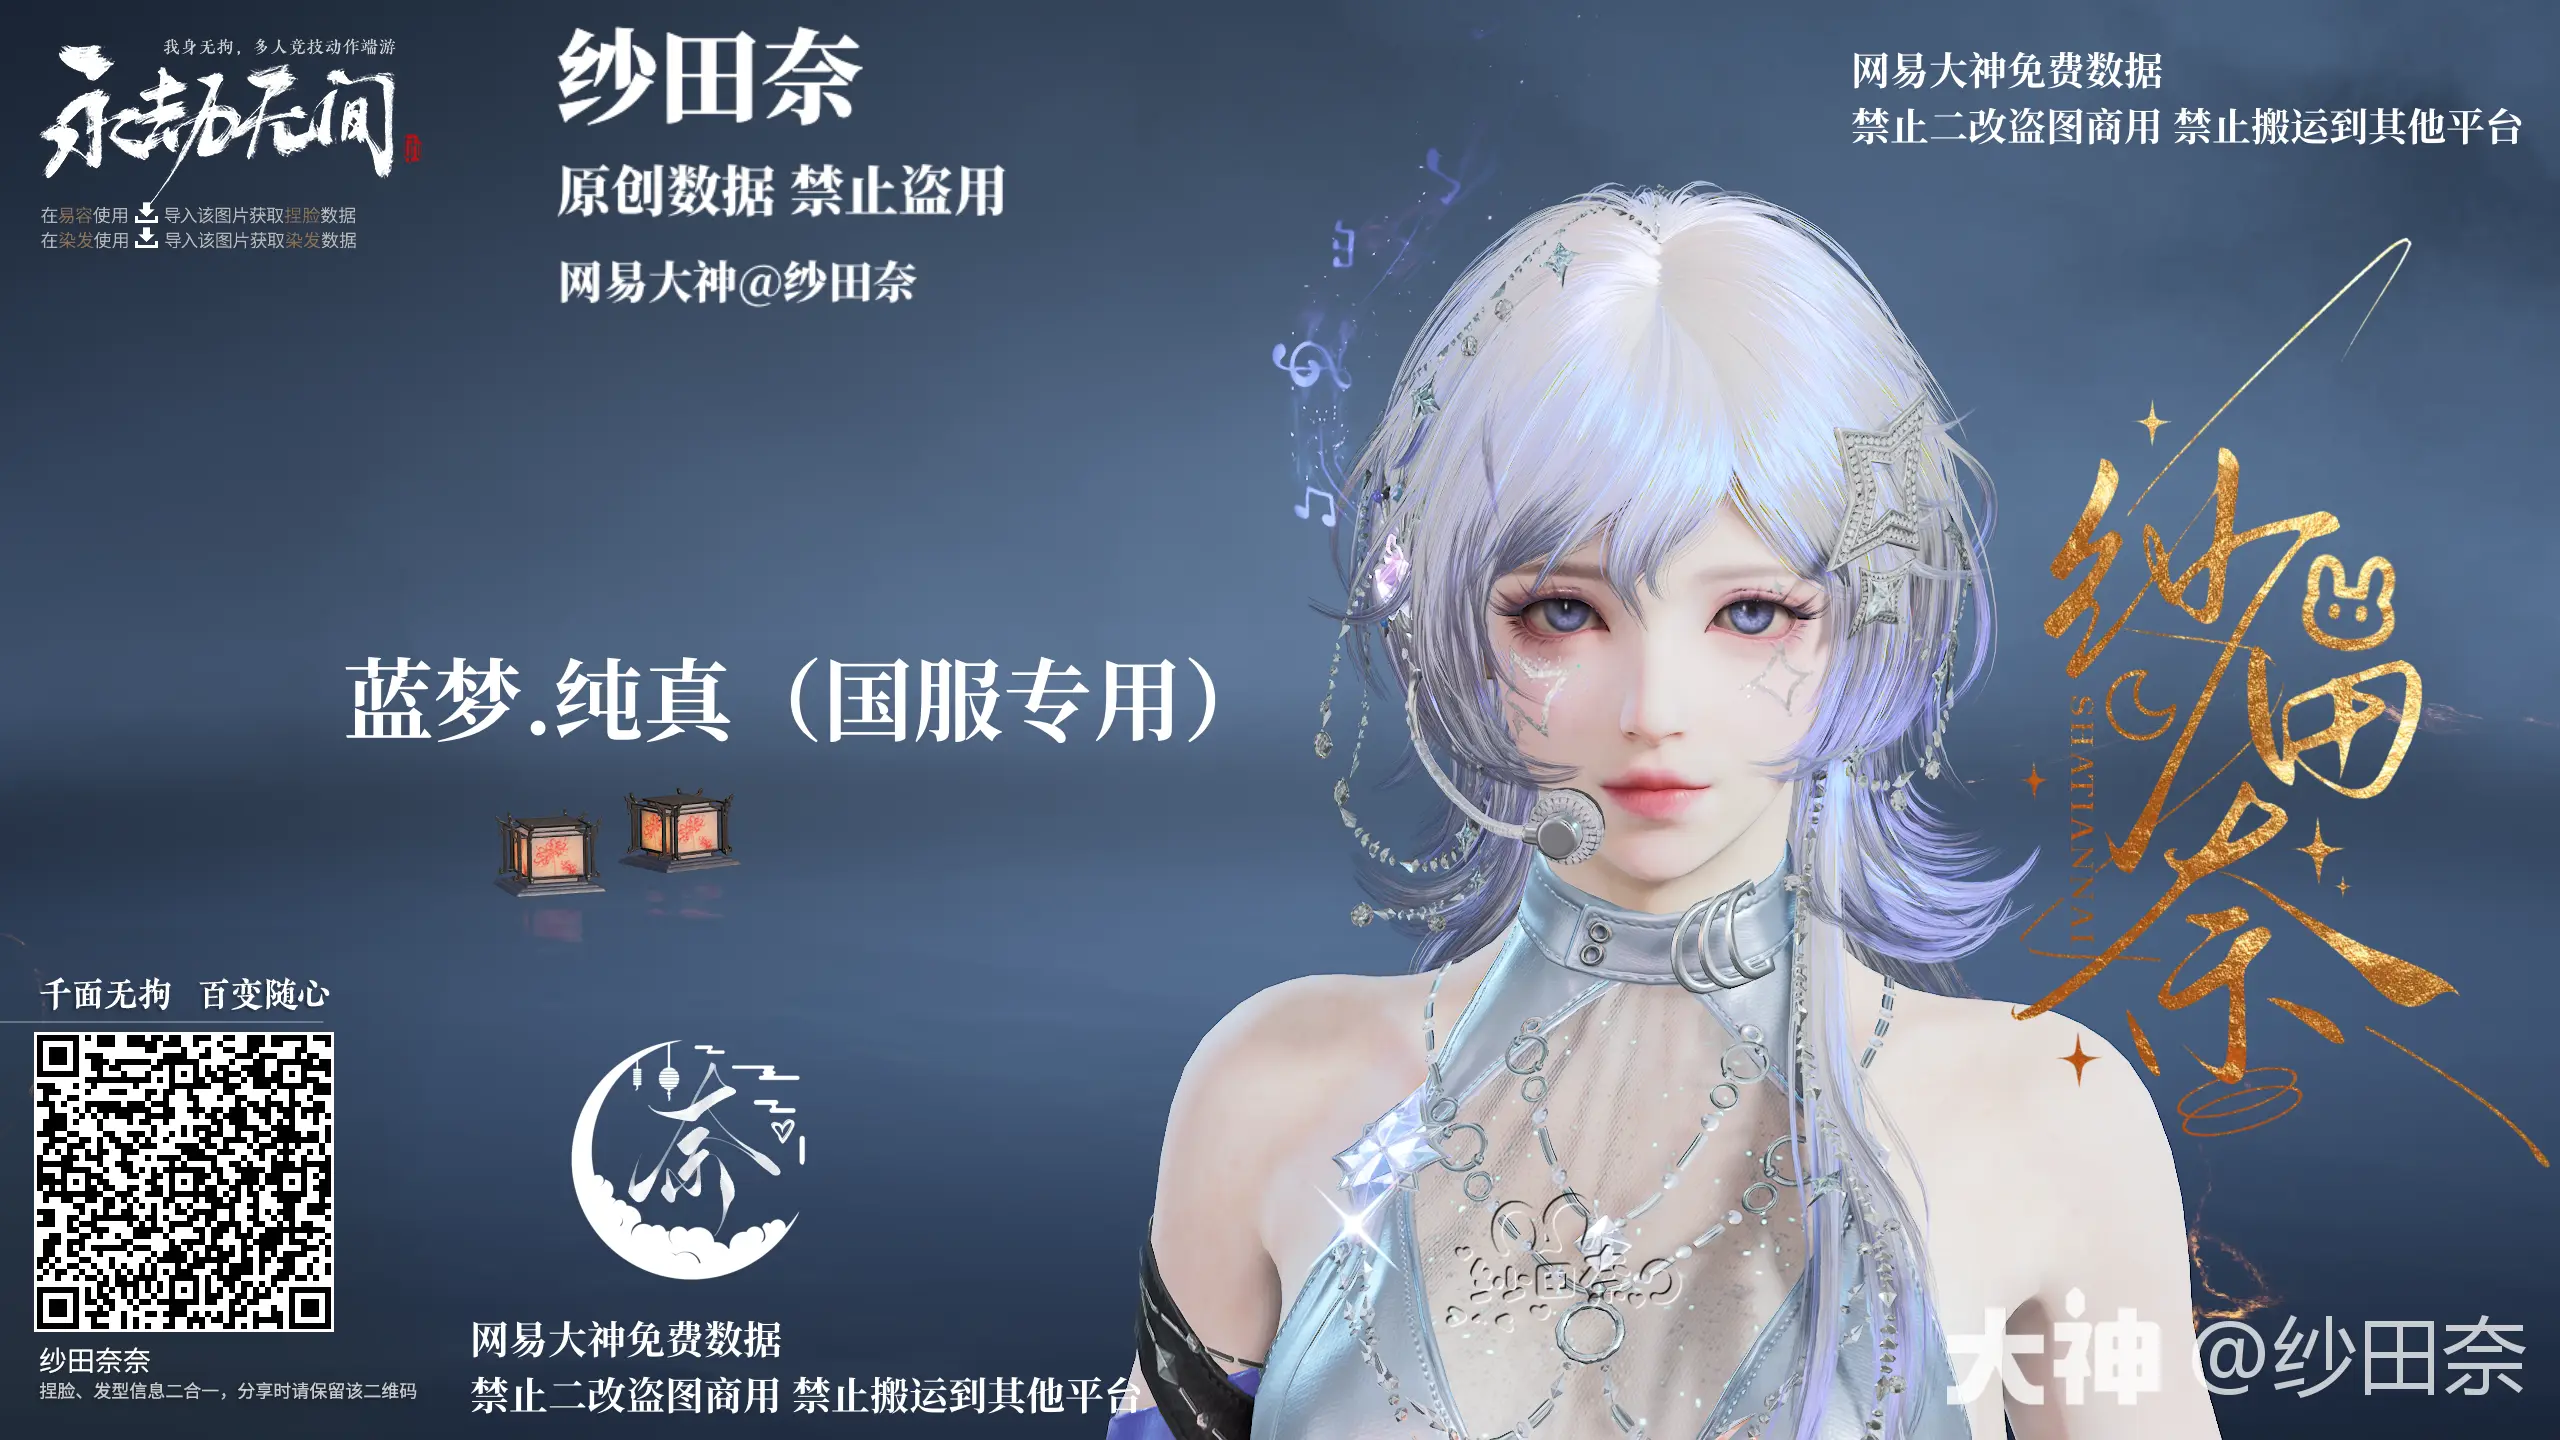 我身无拘，多人竞技动作端游
永劫无间
在易容使用 导入该图片获取捏脸数据
在染发使用 导入该图片获取染发数据
纱田奈
原创数据 禁止盗用
网易大神@纱田奈
网易大神免费数据
禁止二改盗图商用 禁止搬运到其他平台
蓝梦.纯真（国服专用）
纱田奈
SHATIANNAI
千面无拘 百变随心
纱田奈奈
捏脸、发型信息二合一，分享时请保留该二维码
奈
网易大神免费数据
禁止二改盗图商用 禁止搬运到其他平台
纱田奈
大神 @纱田奈